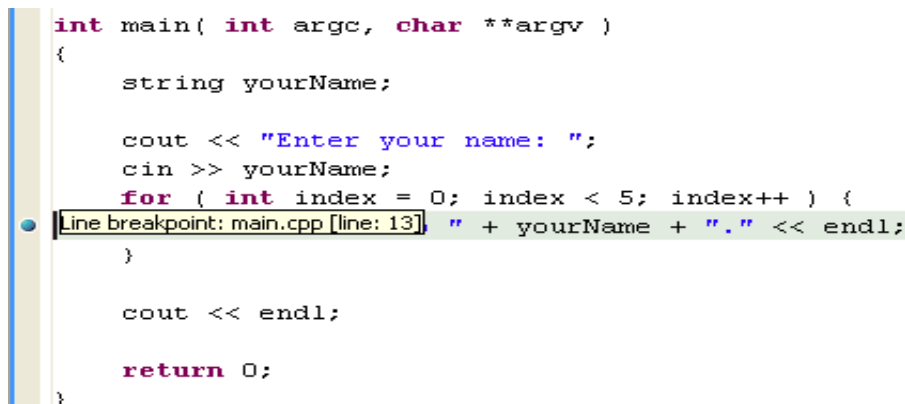 int main( int argc, char **argv )
{
string yourName;
cout << "Enter your name: ";
cin >> yourName;
for ( int index = 0; index < 5; index++ ) {
Line breakpoint: main.cpp [line: 13] " + yourName + "." << endl;
}
cout << endl;
return 0;
}